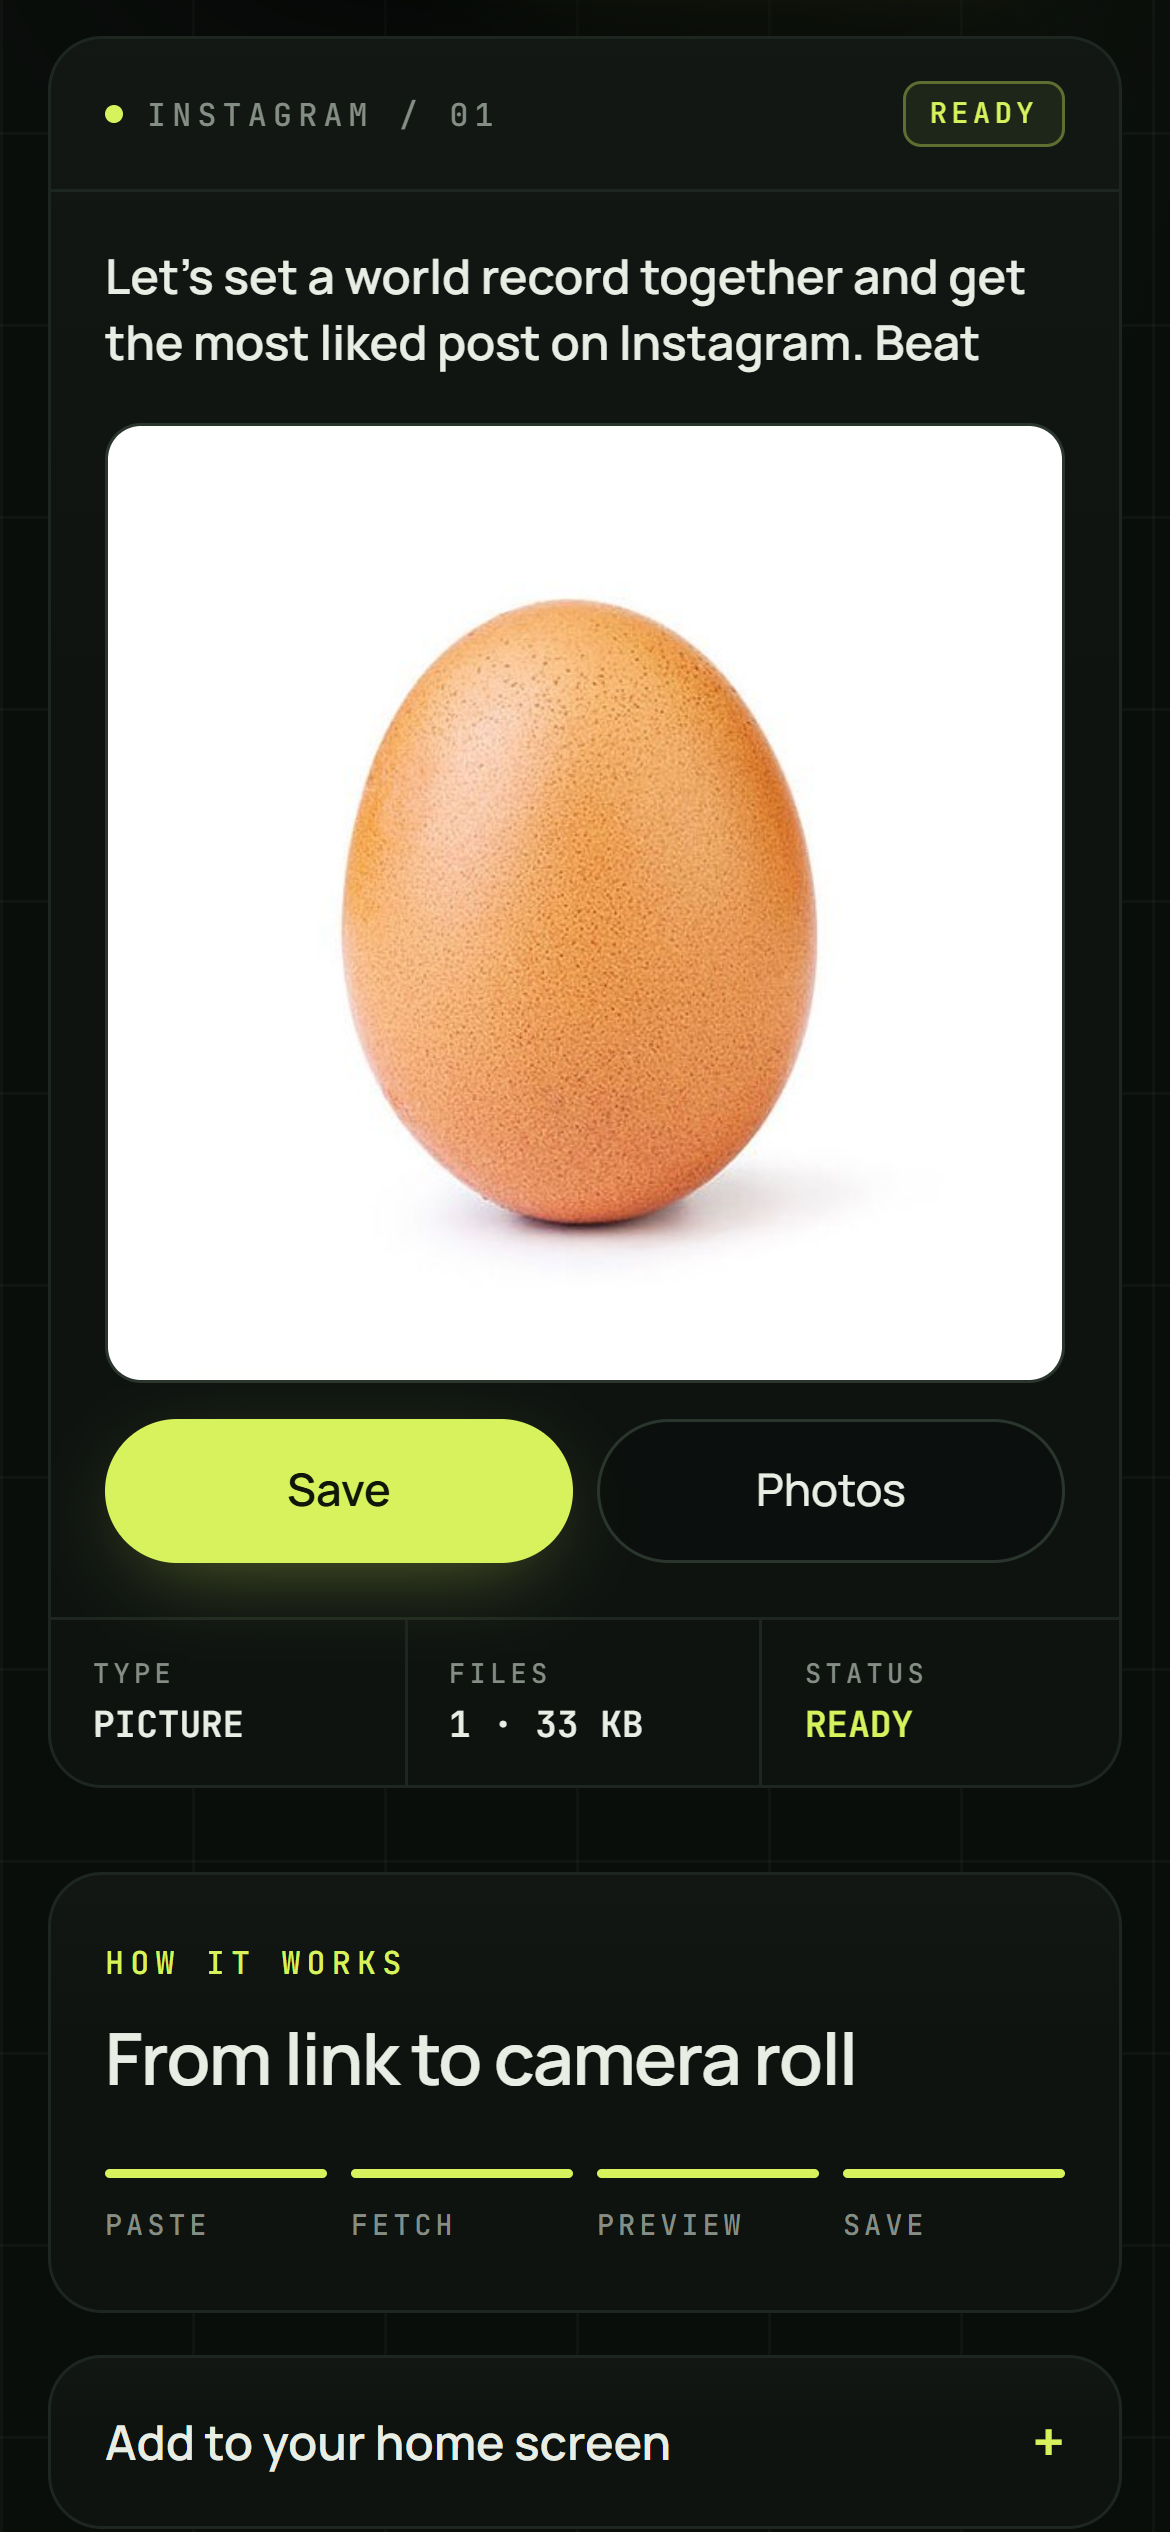 INSTAGRAM / 01
READY
Let’s set a world record together and get
the most liked post on Instagram. Beat
Save
Photos
TYPE
PICTURE
FILES
1 · 33 KB
STATUS
READY
HOW IT WORKS
From link to camera roll
PASTE
FETCH
PREVIEW
SAVE
Add to your home screen
+